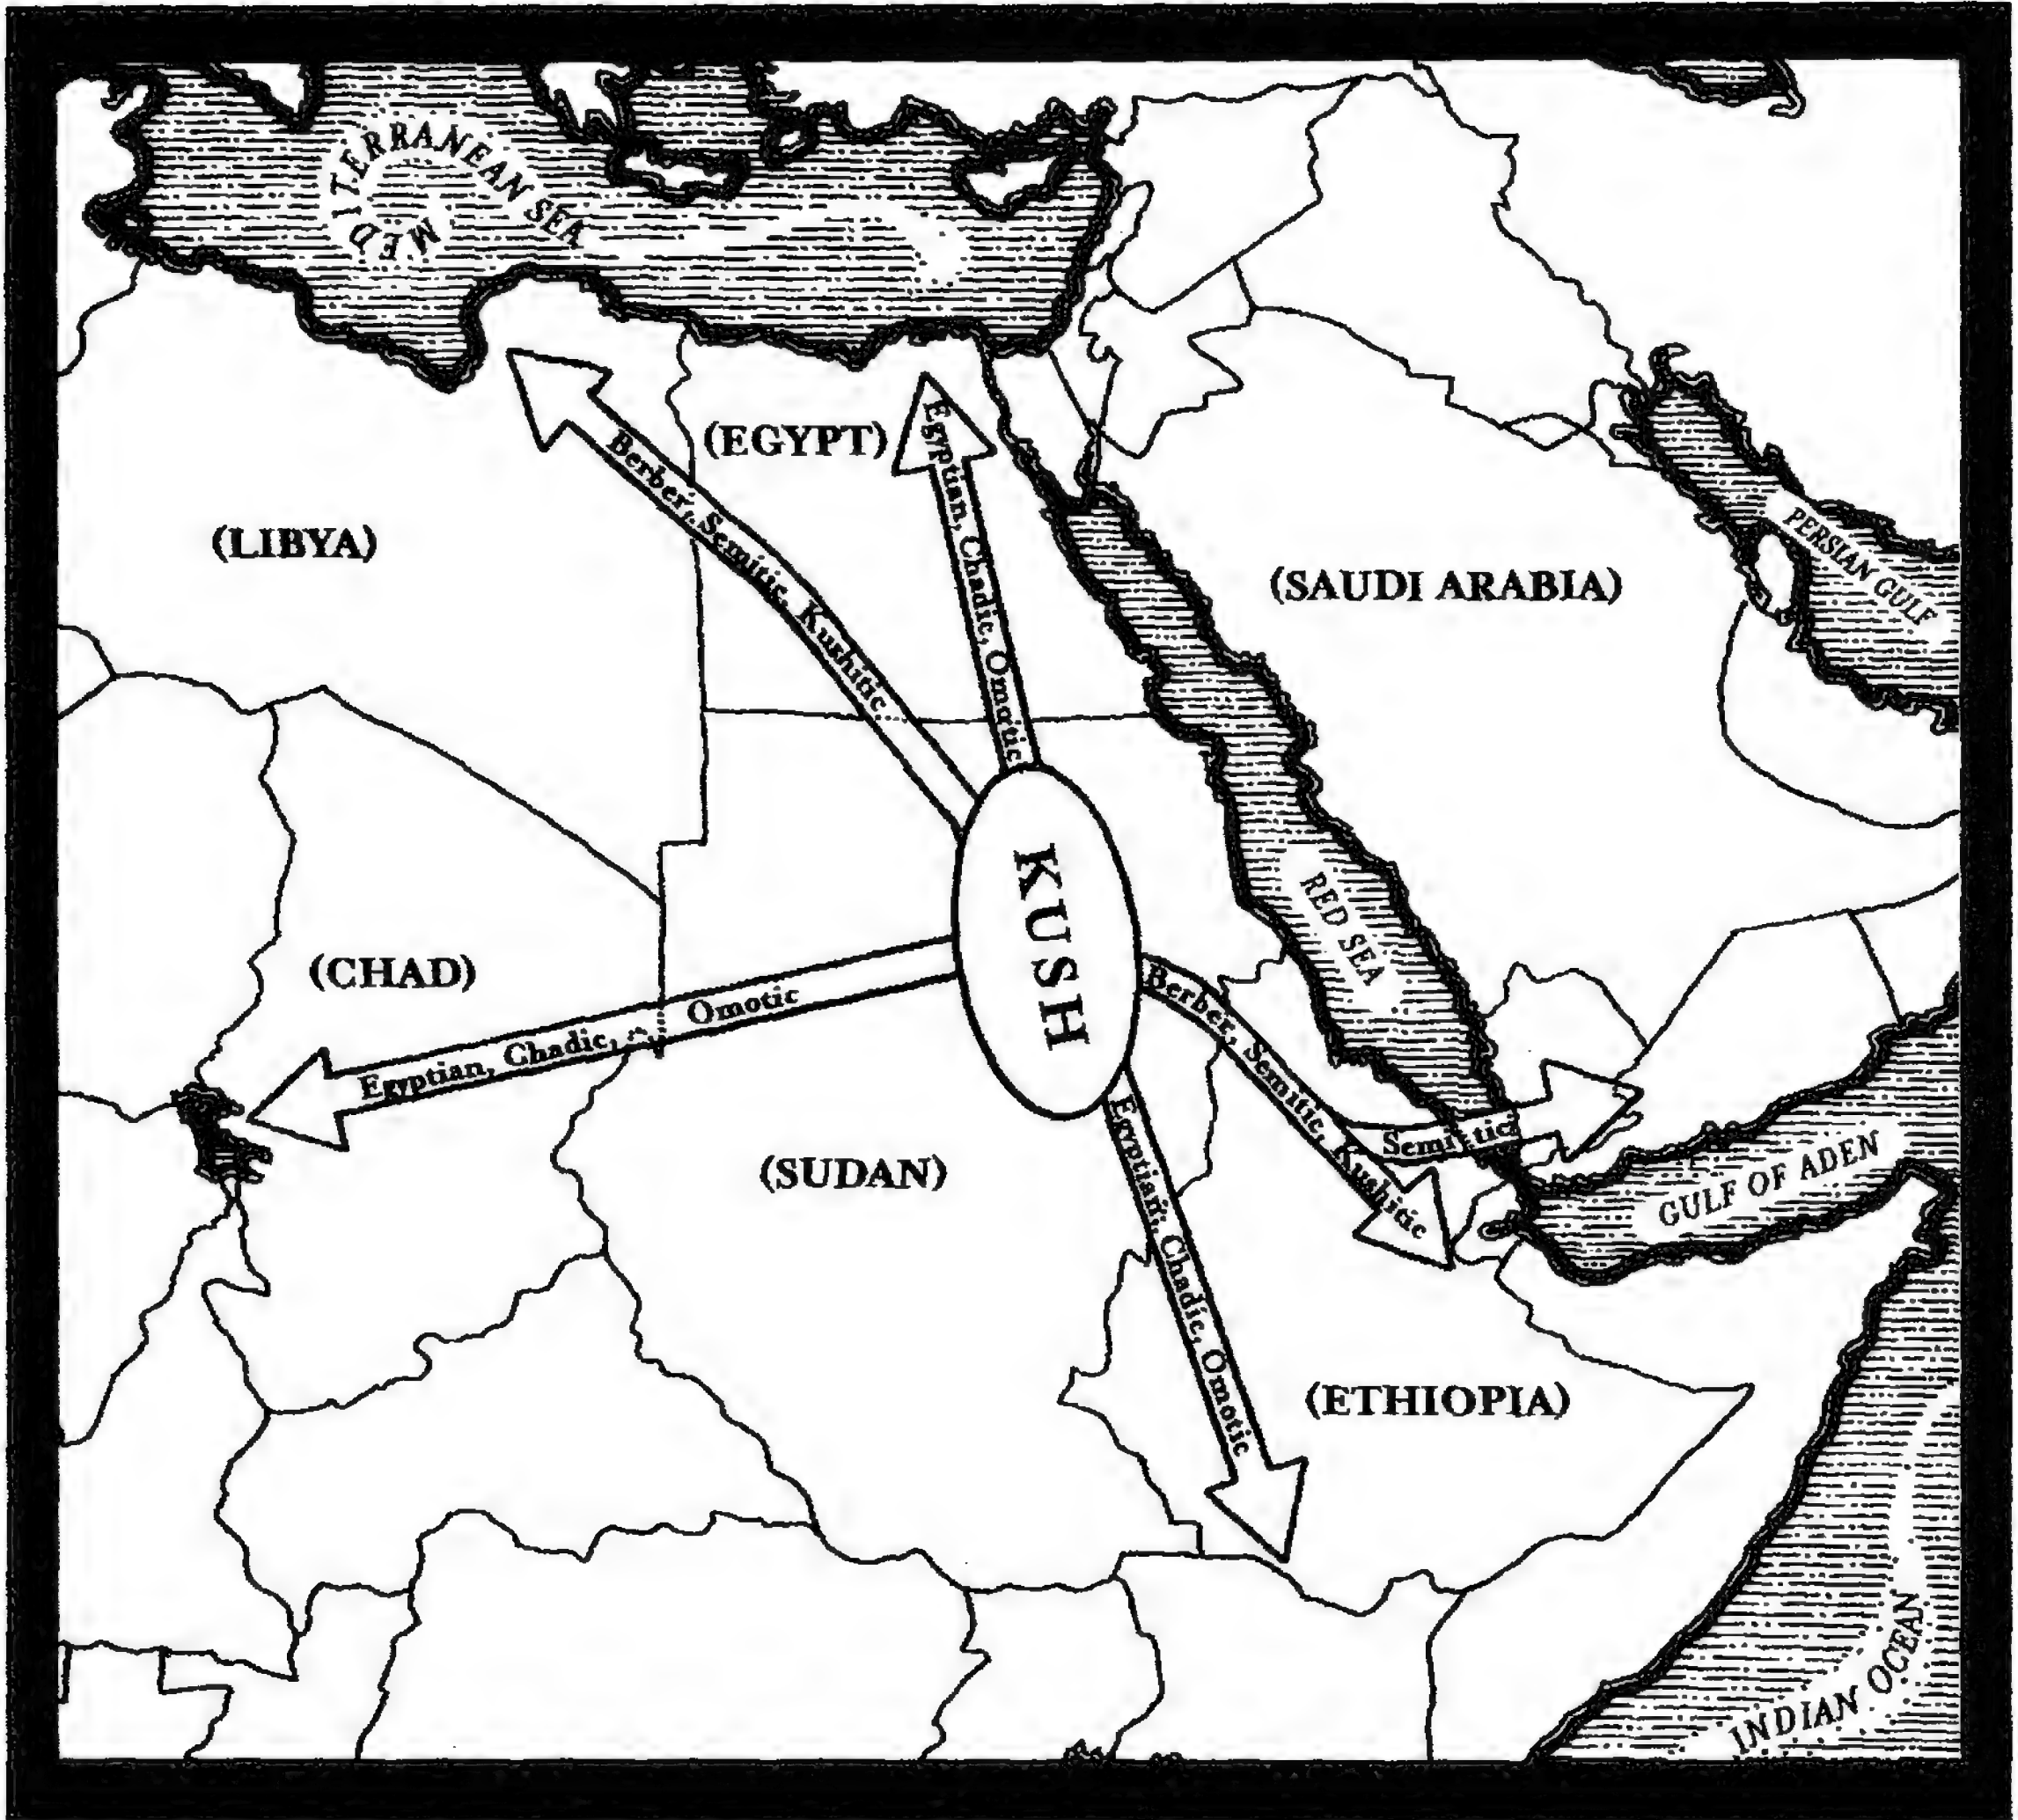 MEDITERRANEAN SEA
(EGYPT)
Egyptian, Chadic, Omotic
Berber, Semitic, Kushitic
(LIBYA)
(SAUDI ARABIA)
PERSIAN GULF
KUSH
RED SEA
(CHAD)
Egyptian, Chadic, Omotic
Berber, Semitic, Kushitic
Semitic
(SUDAN)
Egyptian, Chadic, Omotic
GULF OF ADEN
(ETHIOPIA)
INDIAN OCEAN